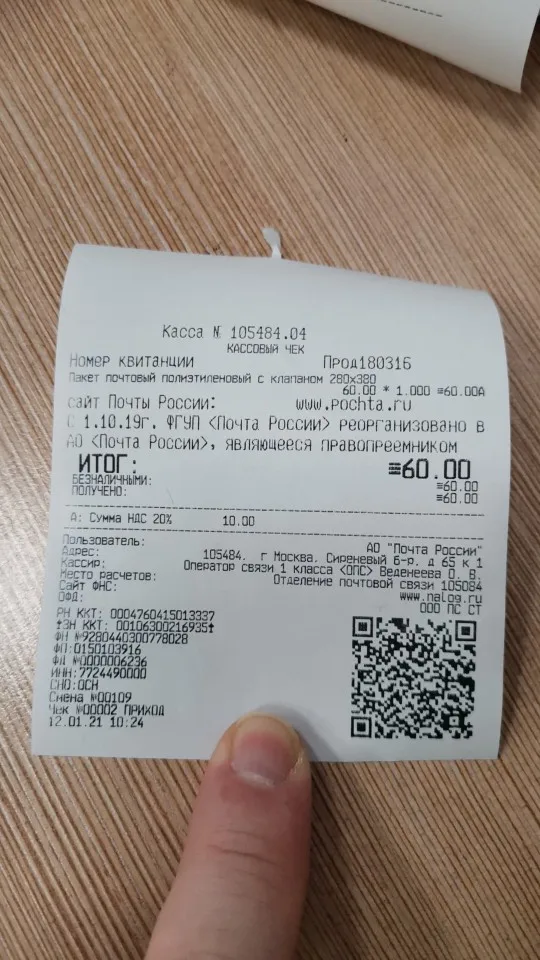 Касса № 105484.04
КАССОВЫЙ ЧЕК
Номер квитанции Прод180316
Пакет почтовый полиэтиленовый с клапаном 280х380
60.00 * 1.000 =60.00А
сайт Почты России: www.pochta.ru
С 1.10.19г. ФГУП <Почта России> реорганизовано в
АО <Почта России>, являющееся правопреемником
ИТОГ: =60.00
БЕЗНАЛИЧНЫМИ: =60.00
ПОЛУЧЕНО: =60.00
А: Сумма НДС 20% 10.00
Пользователь: АО "Почта России"
Адрес: 105484, г Москва, Сиреневый б-р, д 65 к 1
Кассир: Оператор связи 1 класса <ОПС> Веденеева О. В.
Место расчетов: Отделение почтовой связи 105084
Сайт ФНС: www.nalog.ru
ОФД: ООО ПС СТ
РН ККТ: 0004760415013337
ЗН ККТ: 00106300216935
ФН №9280440300778028
ФП:0150103916
ФД №0000006236
ИНН:7724490000
СНО:ОСН
Смена №00109
Чек №00002 ПРИХОД
12.01.21 10:24